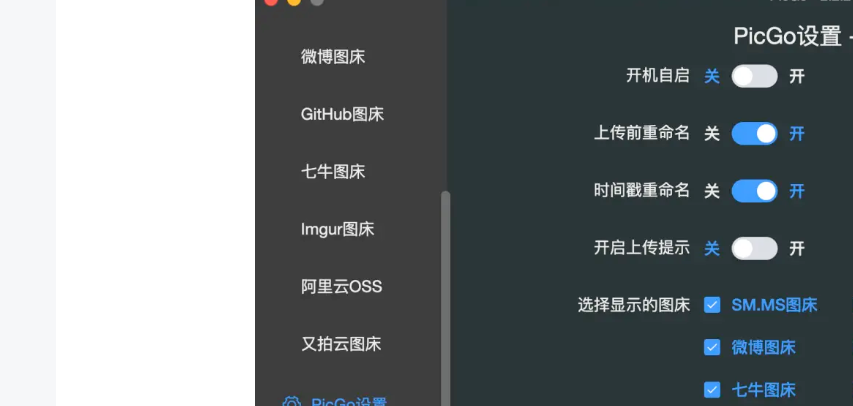 微博图床
GitHub图床
七牛图床
Imgur图床
阿里云OSS
又拍云图床
PicGo设置
PicGo设置 -
开机自启 关 开
上传前重命名 关 开
时间戳重命名 关 开
开启上传提示 关 开
选择显示的图床 SM.MS图床
微博图床
七牛图床